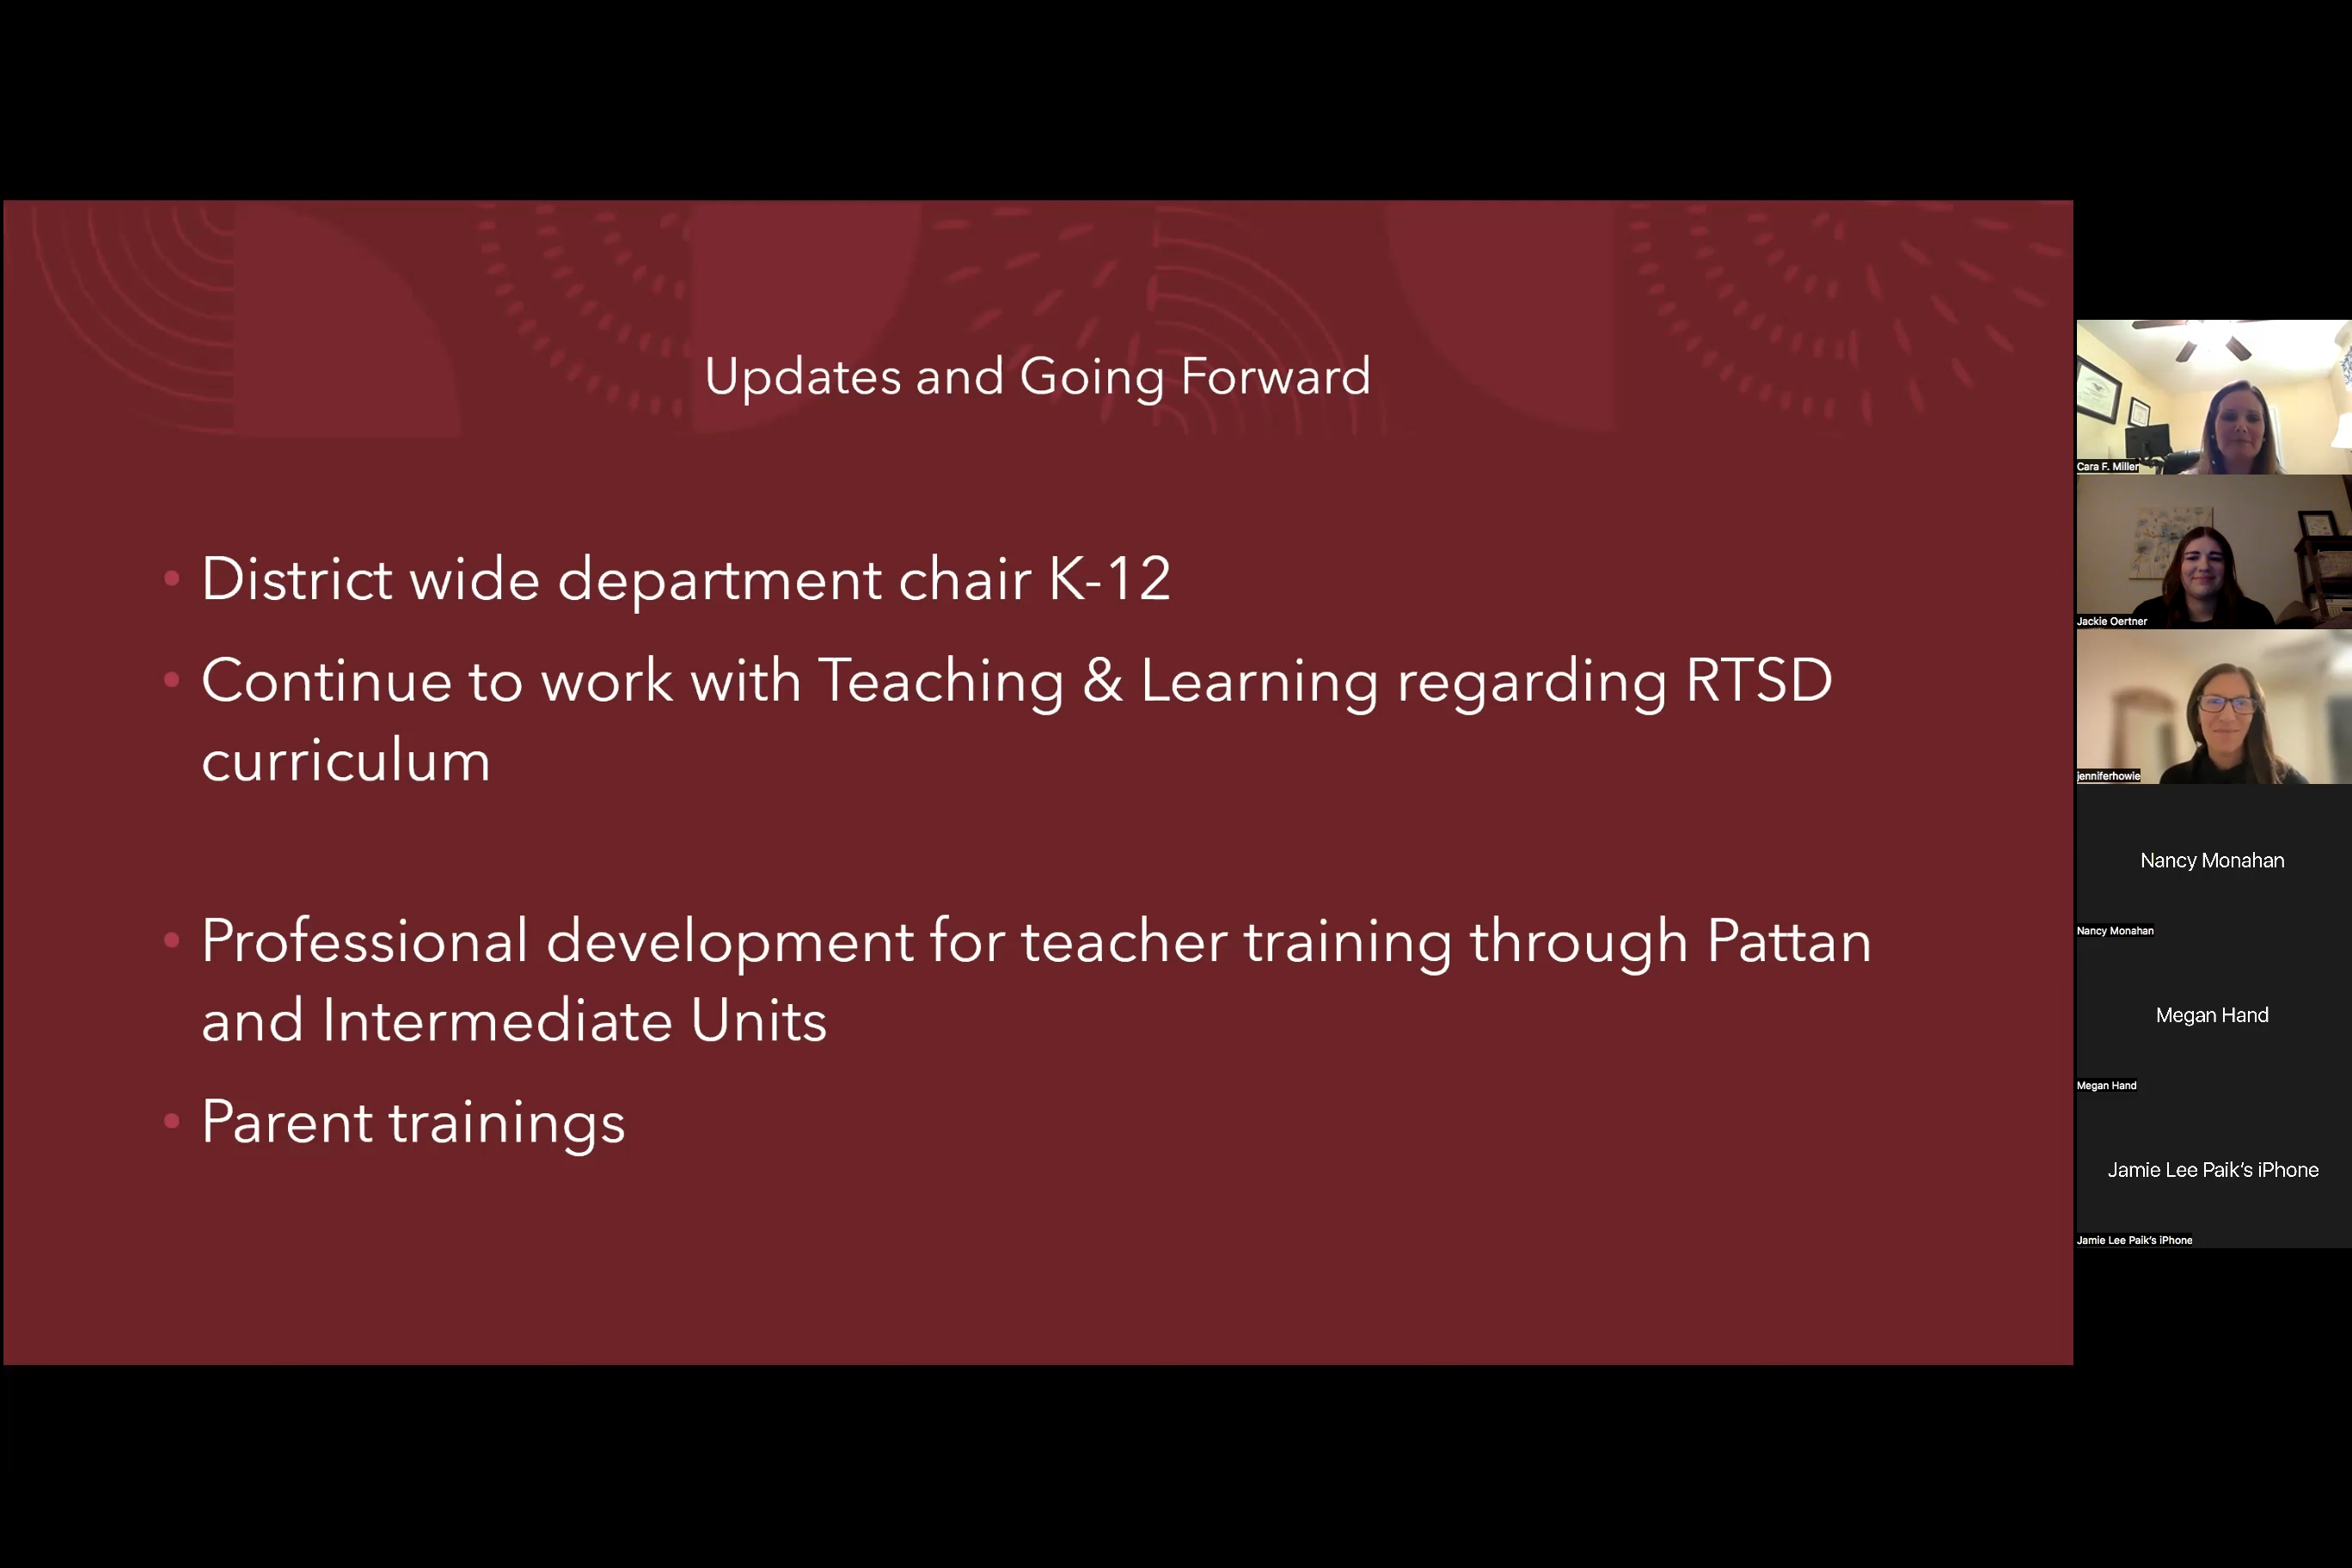 Updates and Going Forward
• District wide department chair K-12
• Continue to work with Teaching & Learning regarding RTSD
curriculum
• Professional development for teacher training through Pattan
and Intermediate Units
• Parent trainings
Cara F. Miller
Jackie Oertner
jenniferhowie
Nancy Monahan
Nancy Monahan
Megan Hand
Megan Hand
Jamie Lee Paik’s iPhone
Jamie Lee Paik’s iPhone